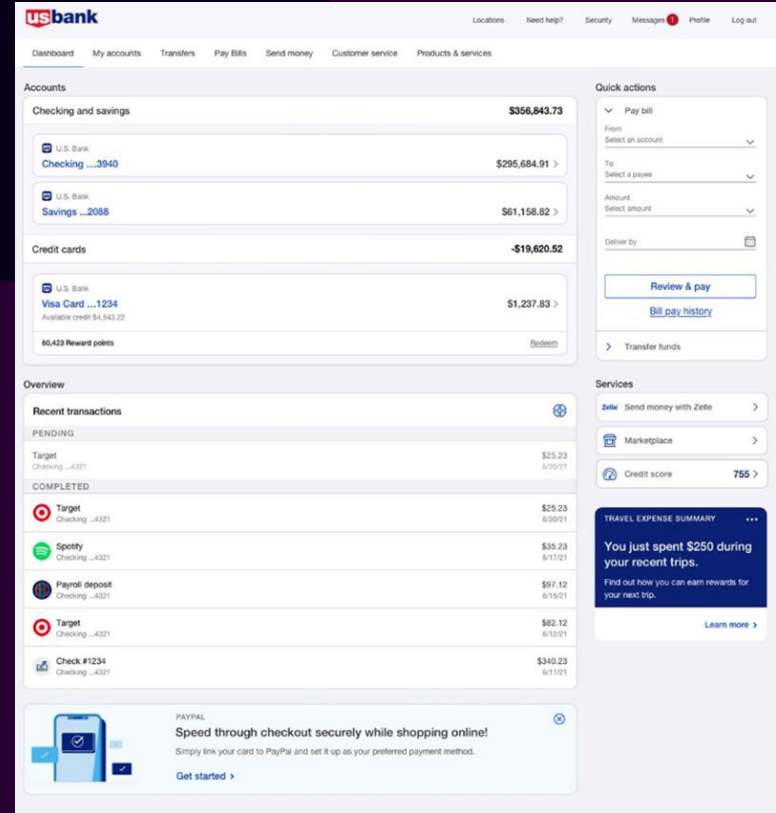 usbank
Locations Need help? Security Messages 1 Profile Log out
Dashboard My accounts Transfers Pay Bills Send money Customer service Products & services
Accounts
Checking and savings $356,843.73
U.S. Bank
Checking ....3940 $295,684.91 >
U.S. Bank
Savings ...2088 $61,158.82 >
Credit cards -$19,620.52
U.S. Bank
Visa Card ...1234 $1,237.83 >
Available credit $4,543.22
60,423 Reward points Redeem
Quick actions
Pay bill
From
Select an account
To
Select a payee
Amount
Select amount
Deliver by
Review & pay
Bill pay history
Transfer funds
Overview
Recent transactions
PENDING
Target $25.23
Checking ...4321 6/20/21
COMPLETED
Target $25.23
Checking ...4321 6/20/21
Spotify $35.23
Checking ...4321 6/17/21
Payroll deposit $97.12
Checking ...4321 6/15/21
Target $82.12
Checking ...4321 6/12/21
Check #1234 $340.23
Checking ...4321 6/11/21
Services
Zelle Send money with Zelle >
Marketplace >
Credit score 755 >
TRAVEL EXPENSE SUMMARY ...
You just spent $250 during
your recent trips.
Find out how you can earn rewards for
your next trip.
Learn more >
PAYPAL
Speed through checkout securely while shopping online!
Simply link your card to PayPal and set it up as your preferred payment method.
Get started >